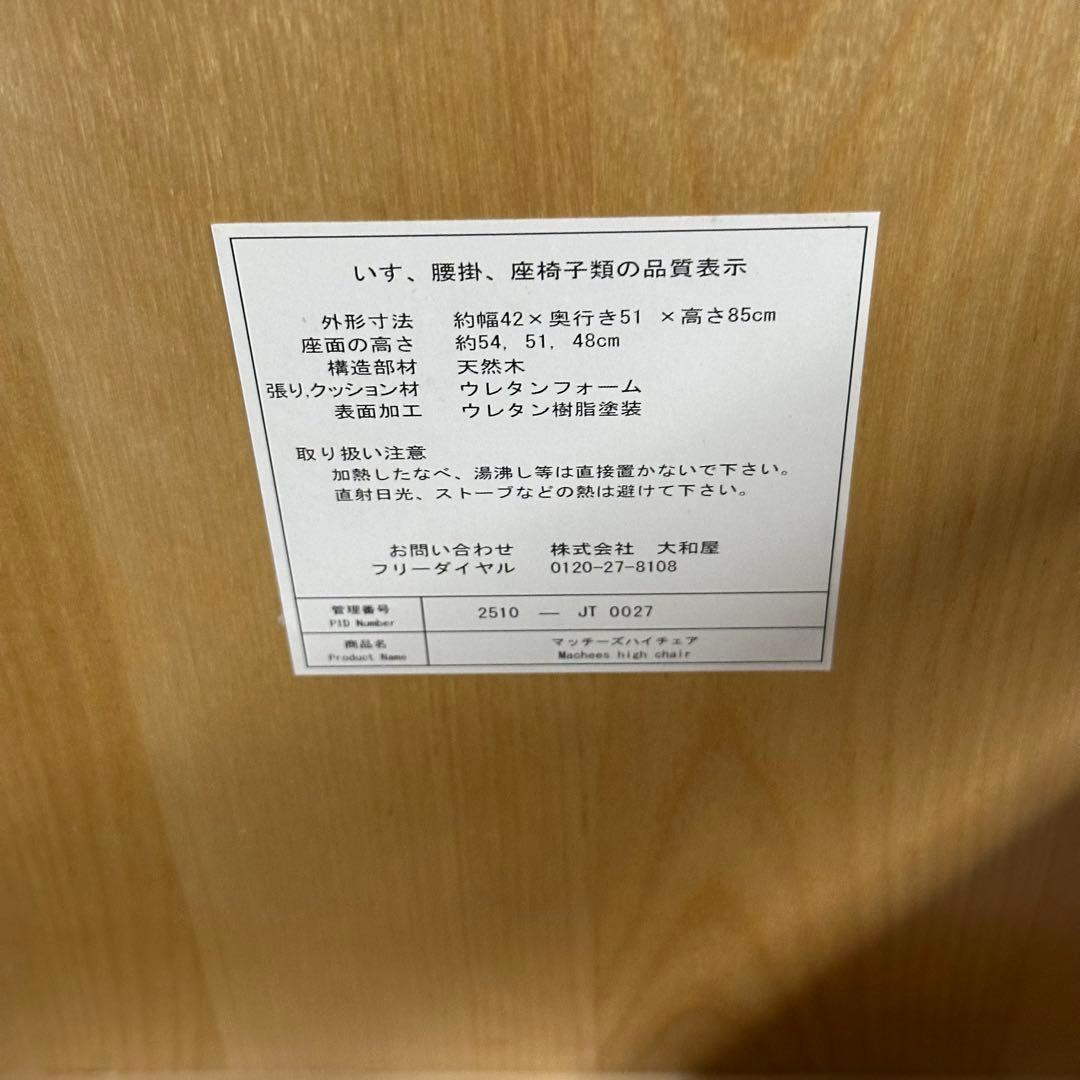 いす、腰掛、座椅子類の品質表示
外形寸法 約幅42×奥行き51 ×高さ85cm
座面の高さ 約54, 51, 48cm
構造部材 天然木
張り,クッション材 ウレタンフォーム
表面加工 ウレタン樹脂塗装
取り扱い注意
加熱したなべ、湯沸し等は直接置かないで下さい。
直射日光、ストーブなどの熱は避けて下さい。
お問い合わせ 株式会社 大和屋
フリーダイヤル 0120-27-8108
管理番号 2510 — JT 0027
PID Number
商品名 マッチーズハイチェア
Product Name Machees high chair